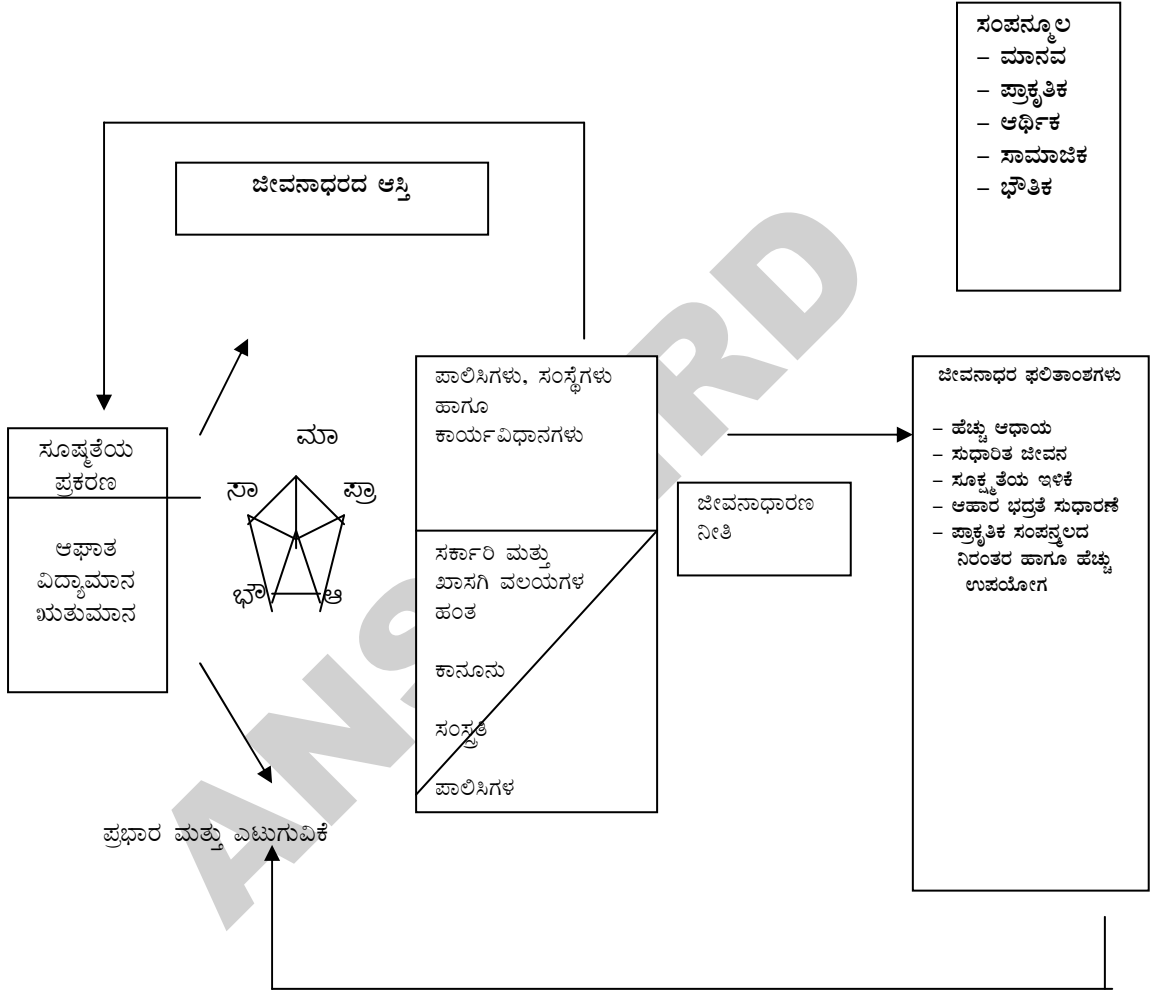 ಸಂಪನ್ಮೂಲ
– ಮಾನವ
– ಪ್ರಾಕೃತಿಕ
– ಆರ್ಥಿಕ
– ಸಾಮಾಜಿಕ
– ಭೌತಿಕ
ಜೀವನಾಧರದ ಆಸ್ತಿ
ಸೂಷ್ಮತೆಯ
ಪ್ರಕರಣ
ಆಘಾತ
ವಿದ್ಯಾಮಾನ
ಋತುಮಾನ
ಮಾ
ಸಾ ಪ್ರಾ
ಭೌ ಆ
ಪಾಲಿಸಿಗಳು, ಸಂಸ್ಥೆಗಳು
ಹಾಗೂ
ಕಾರ್ಯವಿಧಾನಗಳು
ಸರ್ಕಾರಿ ಮತ್ತು
ಖಾಸಗಿ ವಲಯಗಳ
ಹಂತ
ಕಾನೂನು
ಸಂಸ್ಕ್ರತಿ
ಪಾಲಿಸಿಗಳ
ಜೀವನಾಧಾರಣ
ನೀತಿ
ಜೀವನಾಧರ ಫಲಿತಾಂಶಗಳು
– ಹೆಚ್ಚು ಆಧಾಯ
– ಸುಧಾರಿತ ಜೀವನ
– ಸೂಕ್ಷ್ಮತೆಯ ಇಳಿಕೆ
– ಆಹಾರ ಭದ್ರತೆ ಸುಧಾರಣೆ
– ಪ್ರಾಕೃತಿಕ ಸಂಪನ್ಮಲದ
ನಿರಂತರ ಹಾಗೂ ಹೆಚ್ಚು
ಉಪಯೋಗ
ಪ್ರಭಾರ ಮತ್ತು ಎಟುಗುವಿಕೆ